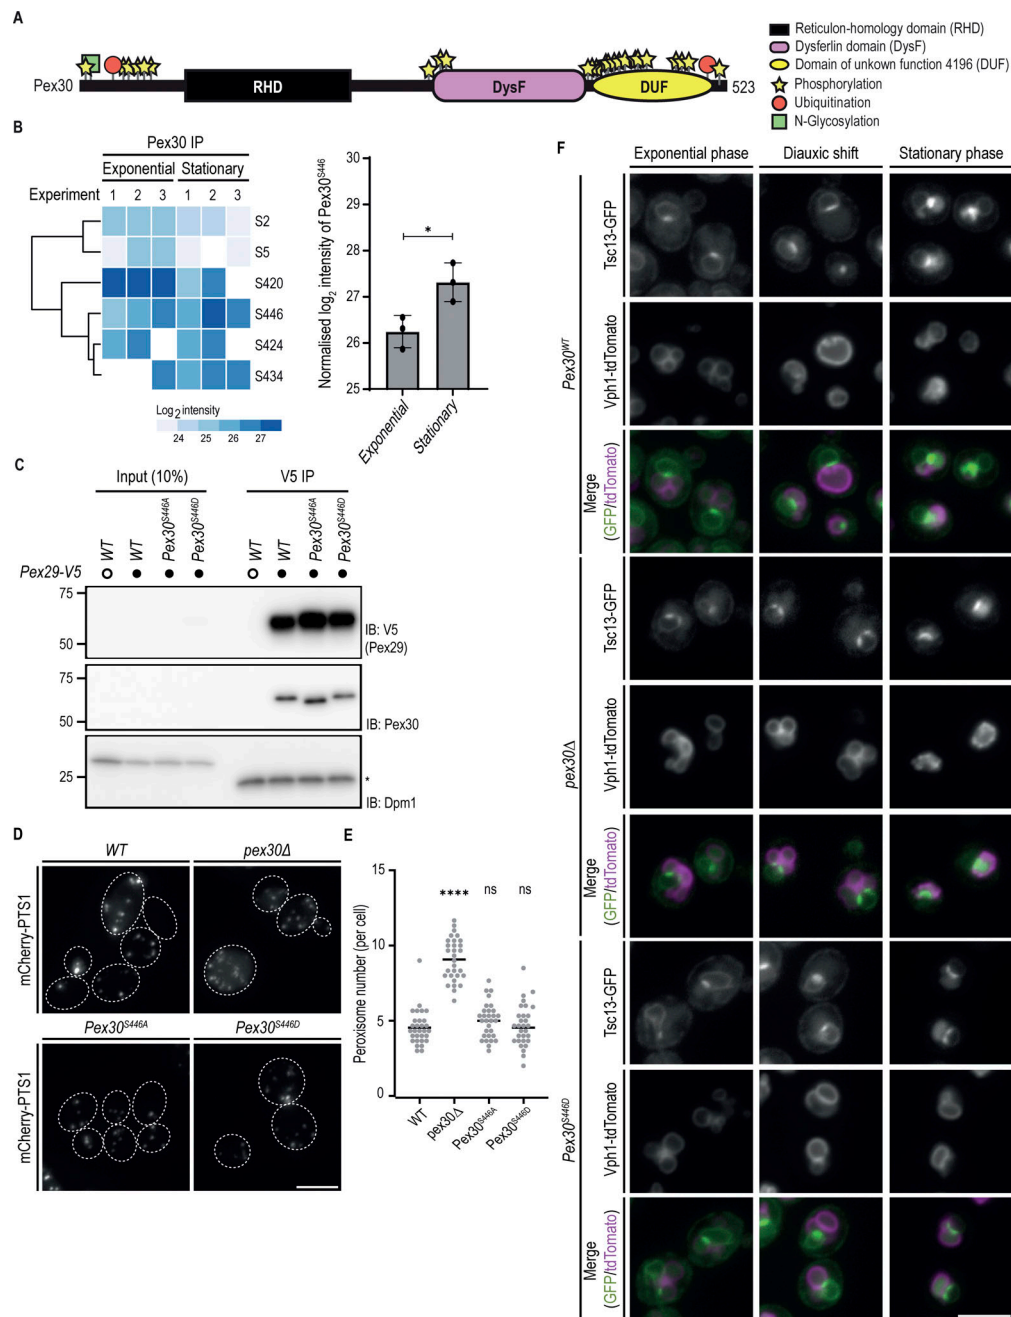 A
Pex30
RHD
DysF
DUF
523
Reticulon-homology domain (RHD)
Dysferlin domain (DysF)
Domain of unkown function 4196 (DUF)
Phosphorylation
Ubiquitination
N-Glycosylation
B
Pex30 IP
Exponential Stationary
Experiment 1 2 3 1 2 3
S2
S5
S420
S446
S424
S434
Log2 intensity
24 25 26 27
Normalised log2 intensity of Pex30S446
30
29
28
27
26
25
*
Exponential
Stationary
C
Input (10%) V5 IP
WT WT Pex30S446A Pex30S446D WT WT Pex30S446A Pex30S446D
Pex29-V5
75
50
IB: V5
(Pex29)
75
50
IB: Pex30
25
*
IB: Dpm1
D
WT pex30Δ
mCherry-PTS1
Pex30S446A Pex30S446D
mCherry-PTS1
E
Peroxisome number (per cell)
15
10
5
0
**** ns ns
WT
pex30Δ
Pex30S446A
Pex30S446D
F
Exponential phase Diauxic shift Stationary phase
Pex30WT
Tsc13-GFP
Vph1-tdTomato
Merge
(GFP/tdTomato)
pex30Δ
Tsc13-GFP
Vph1-tdTomato
Merge
(GFP/tdTomato)
Pex30S446D
Tsc13-GFP
Vph1-tdTomato
Merge
(GFP/tdTomato)